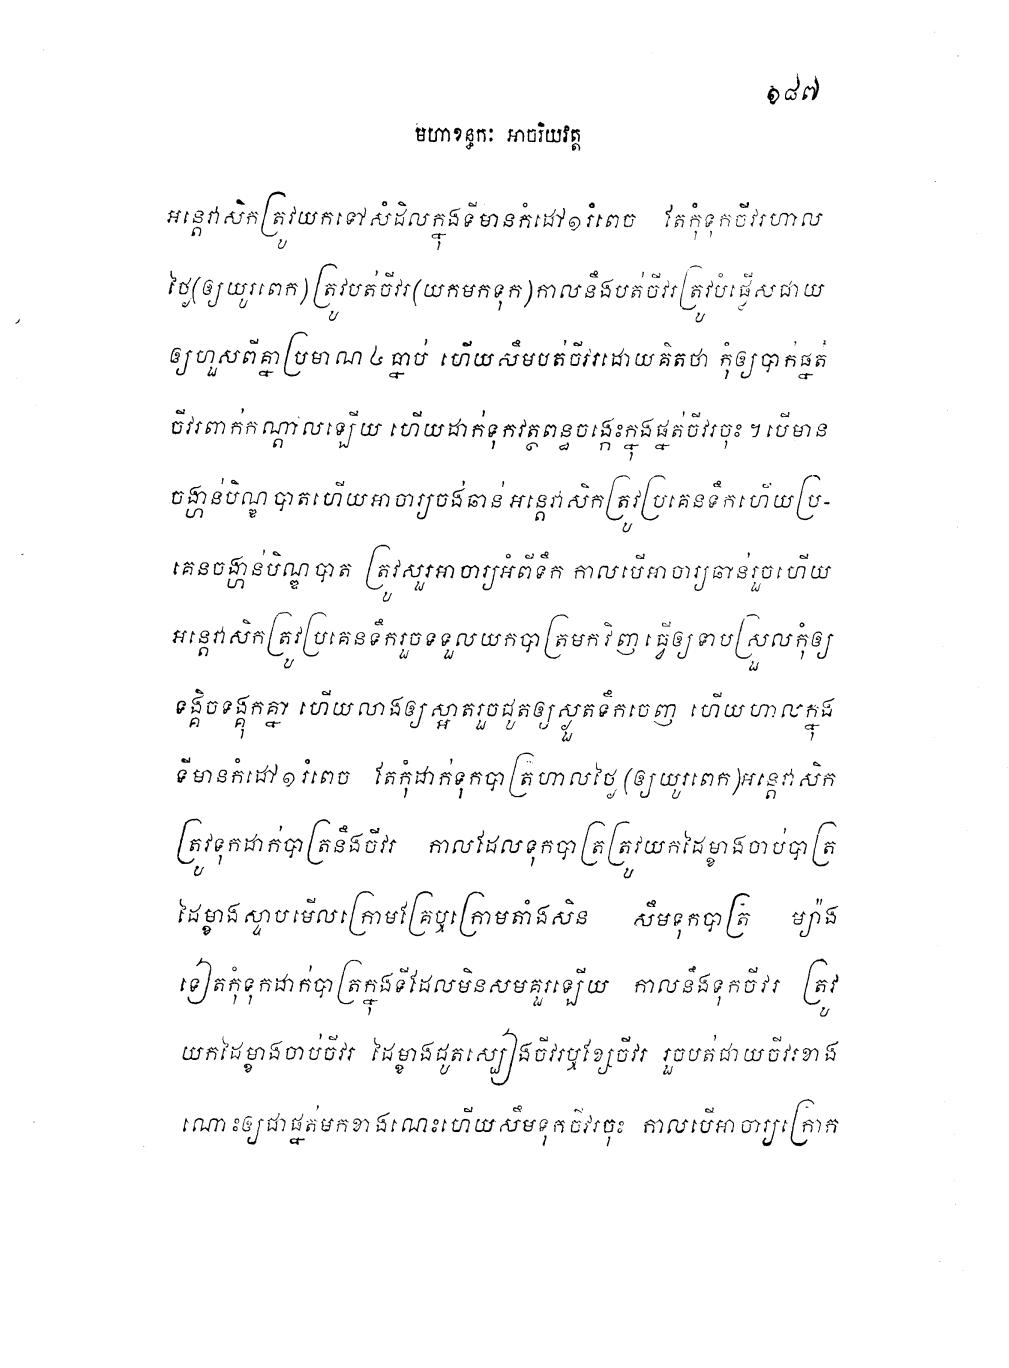 ១៨៧
មហាខន្ធកៈ អាចរិយវត្ត
អន្តេវាសិកត្រូវយកទៅសំដិលក្នុងទីមានកំដៅ១រំពេច តែកុំទុកចីវរហាល
ថ្ងៃ(ឲ្យយូរពេក) ត្រូវបត់ចីវរ(យកមកទុក) កាលនឹងបត់ចីវរត្រូវបំផ្ងើសជាយ
ឲ្យហួសពីគ្នាប្រមាណ ៤ ធ្នាប់ ហើយសឹមបត់ចីវរដោយគិតថា កុំឲ្យបាក់ផ្នត់
ចីវរពាក់កណ្តាលឡើយ ហើយដាក់ទុកវត្ថពន្ធចង្កេះក្នុងផ្នត់ចីវរចុះ ។ បើមាន
ចង្ហាន់បិណ្ឌបាតហើយអាចារ្យចង់ឆាន់ អន្តេវាសិកត្រូវប្រគេនទឹកហើយប្រ-
គេនចង្ហាន់បិណ្ឌបាត ត្រូវសួរអាចារ្យអំពីទឹក កាលបើអាចារ្យឆាន់រួចហើយ
អន្តេវាសិកត្រូវប្រគេនទឹករួចទទួលយកបាត្រមកវិញ ធ្វើឲ្យទាបស្រួលកុំឲ្យ
ទង្គិចទង្គុកគ្នា ហើយលាងឲ្យស្អាតរួចជូតឲ្យស្ងួតទឹកចេញ ហើយហាលក្នុង
ទីមានកំដៅ១រំពេច តែកុំដាក់ទុកបាត្រហាលថ្ងៃ (ឲ្យយូរពេក) អន្តេវាសិក
ត្រូវទុកដាក់បាត្រនឹងចីវរ កាលដែលទុកបាត្រត្រូវយកដៃម្ខាងចាប់បាត្រ
ដៃម្ខាងស្ទាបមើលក្រោមគ្រែឬក្រោមតាំងសិន សឹមទុកបាត្រ ម្យ៉ាង
ទៀតកុំទុកដាក់បាត្រក្នុងទីដែលមិនសមគួរឡើយ កាលនឹងទុកចីវរ ត្រូវ
យកដៃម្ខាងចាប់ចីវរ ដៃម្ខាងជូតស្បៀងចីវរឬខ្សែចីវរ រួចបត់ជាយចីវរខាង
ណោះឲ្យជាផ្នត់មកខាងណេះហើយសឹមទុកចីវរចុះ កាលបើអាចារ្យក្រោក